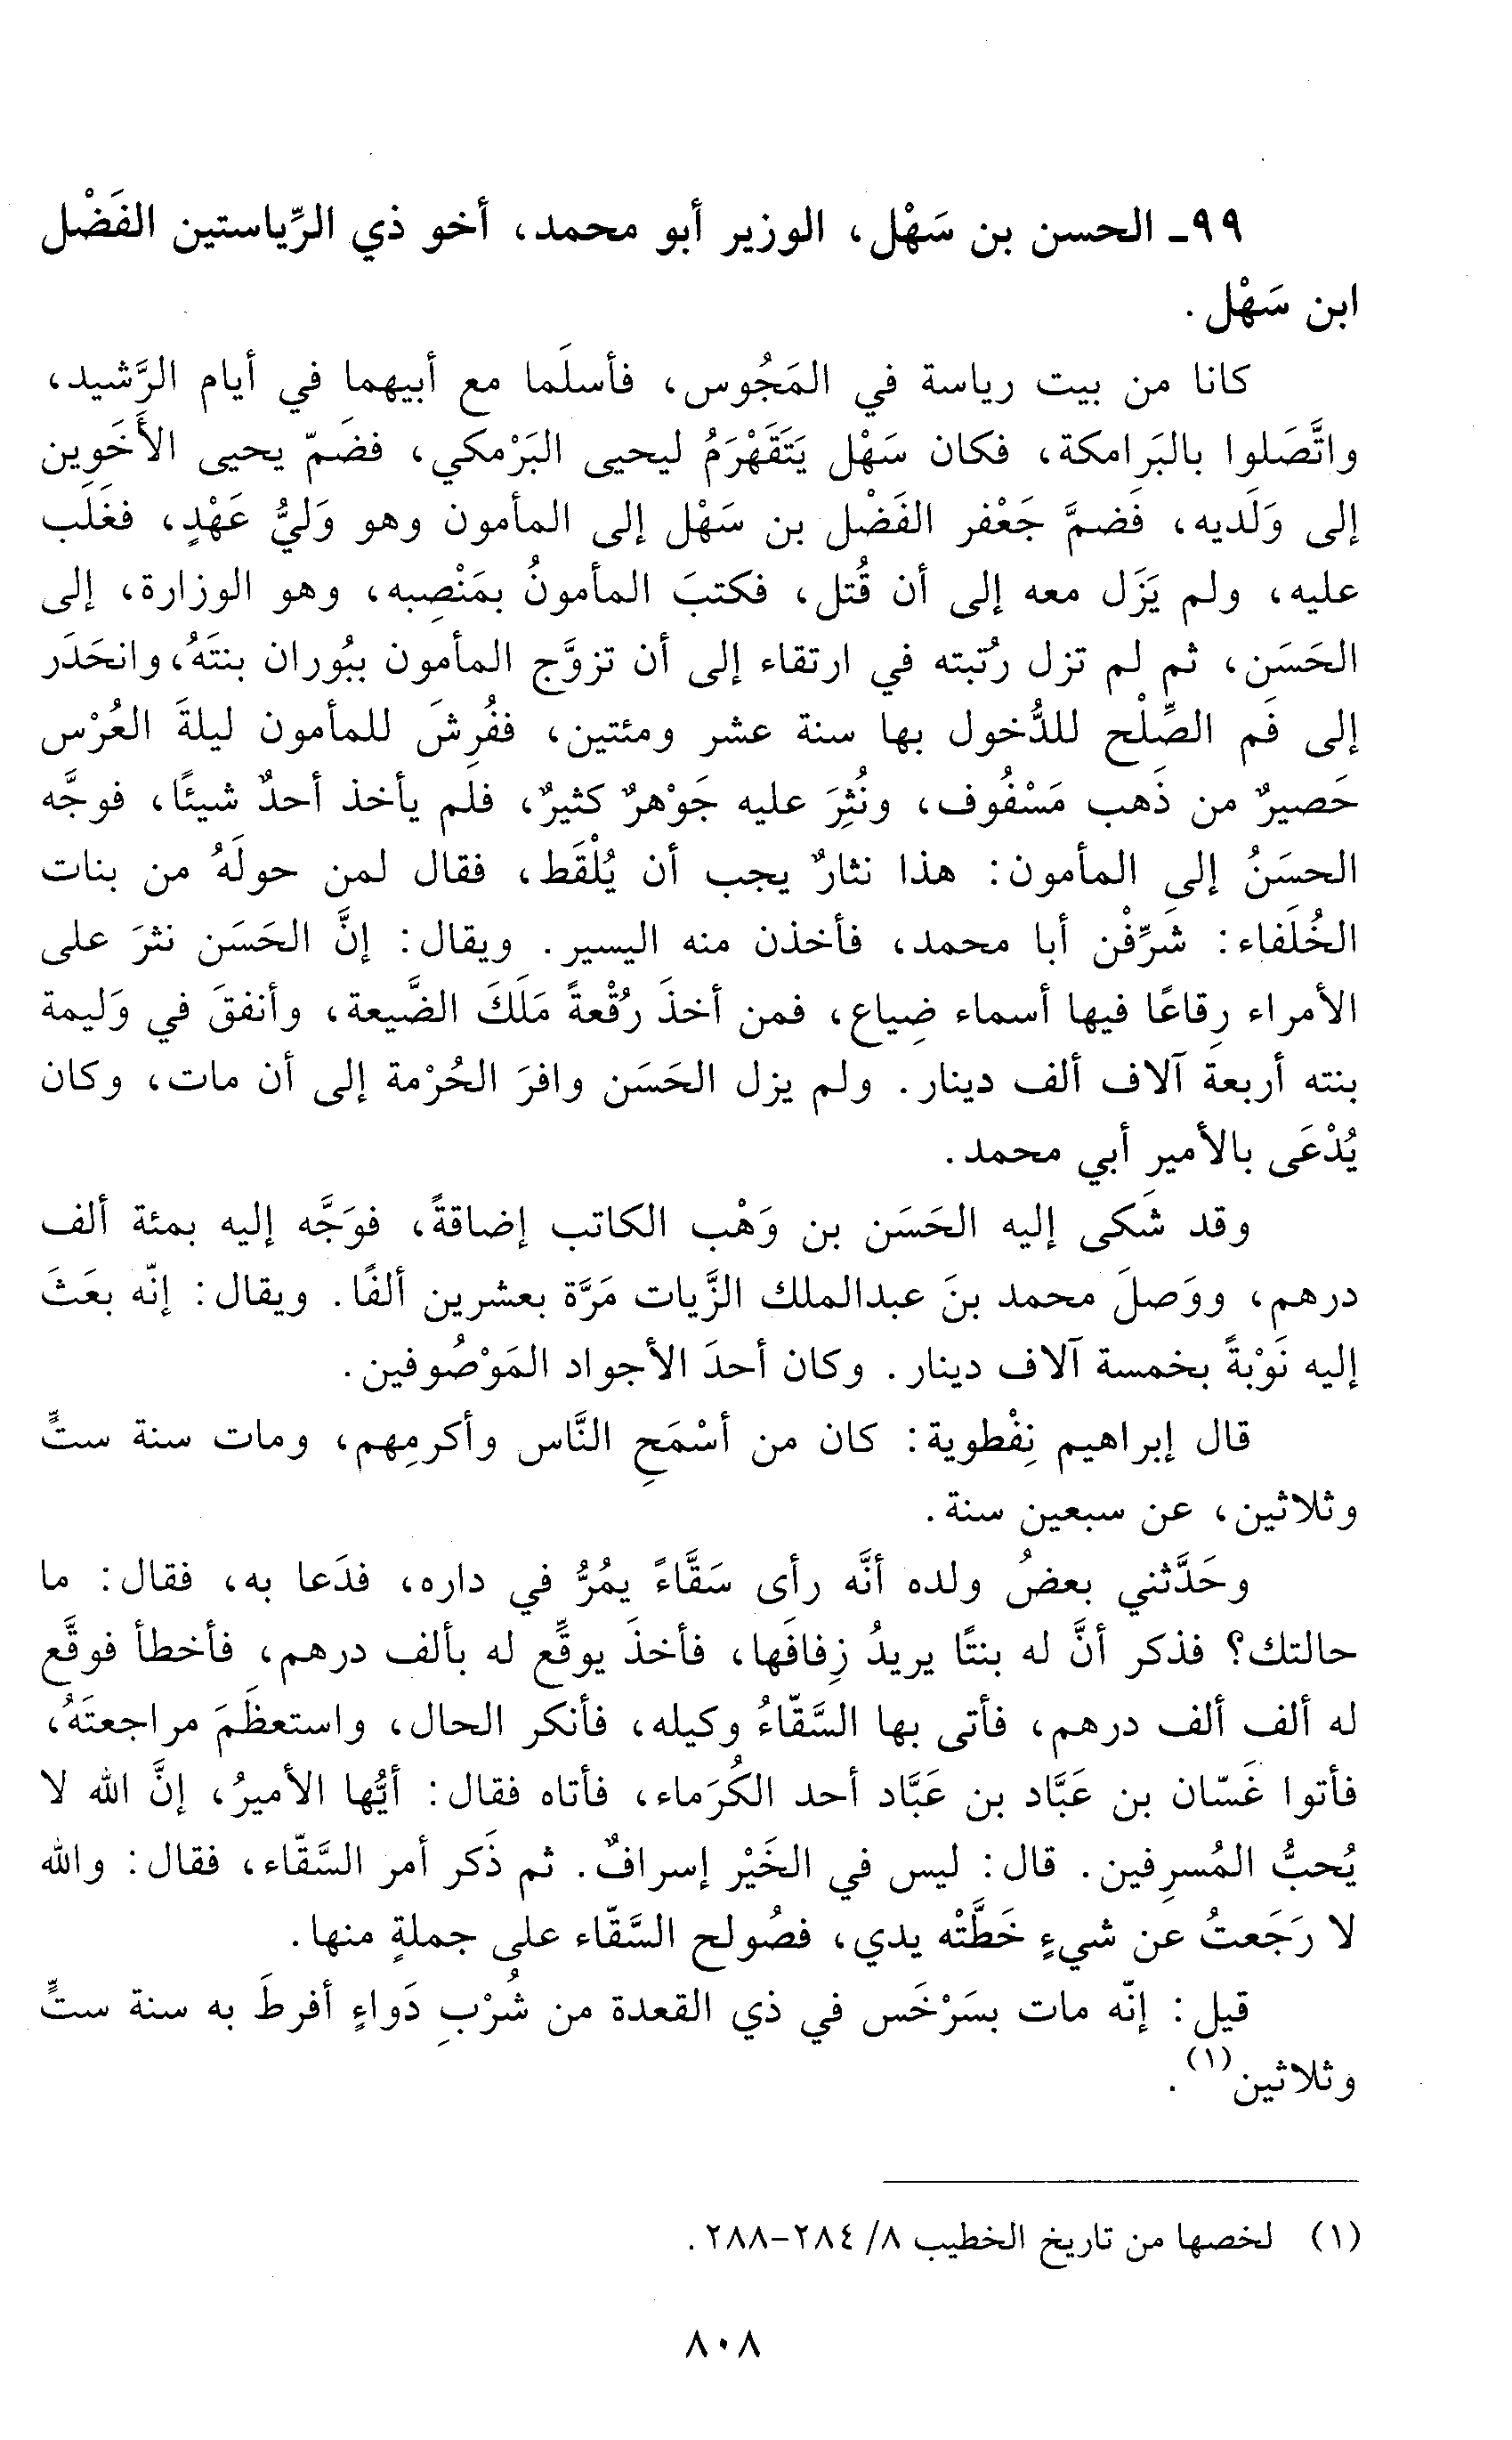 ٩٩- الحسن بن سَهْل، الوزير أبو محمد، أخو ذي الرِّياستين الفَضْل
ابن سَهْل.
كانا من بيت رياسة في المَجُوس، فأسلَما مع أبيهما في أيام الرَّشيد،
واتَّصَلوا بالبَرامكة، فكان سَهْل يَتَقَهْرَمُ ليحيى البَرْمكي، فضَمّ يحيى الأَخَوين
إلى وَلَديه، فَضمَّ جَعْفر الفَضْل بن سَهْل إلى المأمون وهو وَليُّ عَهْدٍ، فغَلَب
عليه، ولم يَزَل معه إلى أن قُتل، فكتبَ المأمونُ بمَنْصِبه، وهو الوزارة، إلى
الحَسَن، ثم لم تزل رُتبته في ارتقاء إلى أن تزوَّج المأمون ببُوران بنتَهُ، وانحَدَر
إلى فَم الصِّلْح للدُّخول بها سنة عشر ومئتين، ففُرِشَ للمأمون ليلةَ العُرْس
حَصيرٌ من ذَهب مَسْفُوف، ونُثِرَ عليه جَوْهرٌ كثيرٌ، فلم يأخذ أحدٌ شيئًا، فوجَّه
الحسَنُ إلى المأمون: هذا نثارٌ يجب أن يُلْقَط، فقال لمن حولَهُ من بنات
الخُلَفاء: شَرِّفْن أبا محمد، فأخذن منه اليسير. ويقال: إنَّ الحَسَن نثرَ على
الأمراء رِقاعًا فيها أسماء ضِياع، فمن أخذَ رُقْعةً مَلَكَ الضَّيعة، وأنفقَ في وَليمة
بنته أربعة آلاف ألف دينار. ولم يزل الحَسَن وافرَ الحُرْمة إلى أن مات، وكان
يُدْعَى بالأمير أبي محمد.
وقد شَكى إليه الحَسَن بن وَهْب الكاتب إضاقةً، فوَجَّه إليه بمئة ألف
درهم، ووَصلَ محمد بنَ عبدالملك الزَّيات مَرَّة بعشرين ألفًا. ويقال: إنّه بعَثَ
إليه نَوْبةً بخمسة آلاف دينار. وكان أحدَ الأجواد المَوْصُوفين.
قال إبراهيم نِفْطوية: كان من أسْمَحِ النَّاس وأكرمِهم، ومات سنة ستٍّ
وثلاثين، عن سبعين سنة.
وحَدَّثني بعضُ ولده أنَّه رأى سَقَّاءً يمُرُّ في داره، فدَعا به، فقال: ما
حالتك؟ فذكر أنَّ له بنتًا يريدُ زِفافَها، فأخذَ يوقِّع له بألف درهم، فأخطأ فوقَّع
له ألف ألف درهم، فأتى بها السَّقّاءُ وكيله، فأنكر الحال، واستعظَمَ مراجعتَهُ،
فأتوا غَسّان بن عَبَّاد بن عَبَّاد أحد الكُرَماء، فأتاه فقال: أيُّها الأميرُ، إنَّ الله لا
يُحبُّ المُسرِفين. قال: ليس في الخَيْر إسرافٌ. ثم ذَكر أمر السَّقّاء، فقال: والله
لا رَجَعتُ عن شيءٍ خَطَّتْه يدي، فصُولح السَّقّاء على جملةٍ منها.
قيل: إنّه مات بسَرْخَس في ذي القعدة من شُرْبِ دَواءٍ أفرطَ به سنة ستٍّ
وثلاثين(١).
(١) لخصها من تاريخ الخطيب ٨/ ٢٨٤-٢٨٨.
٨٠٨